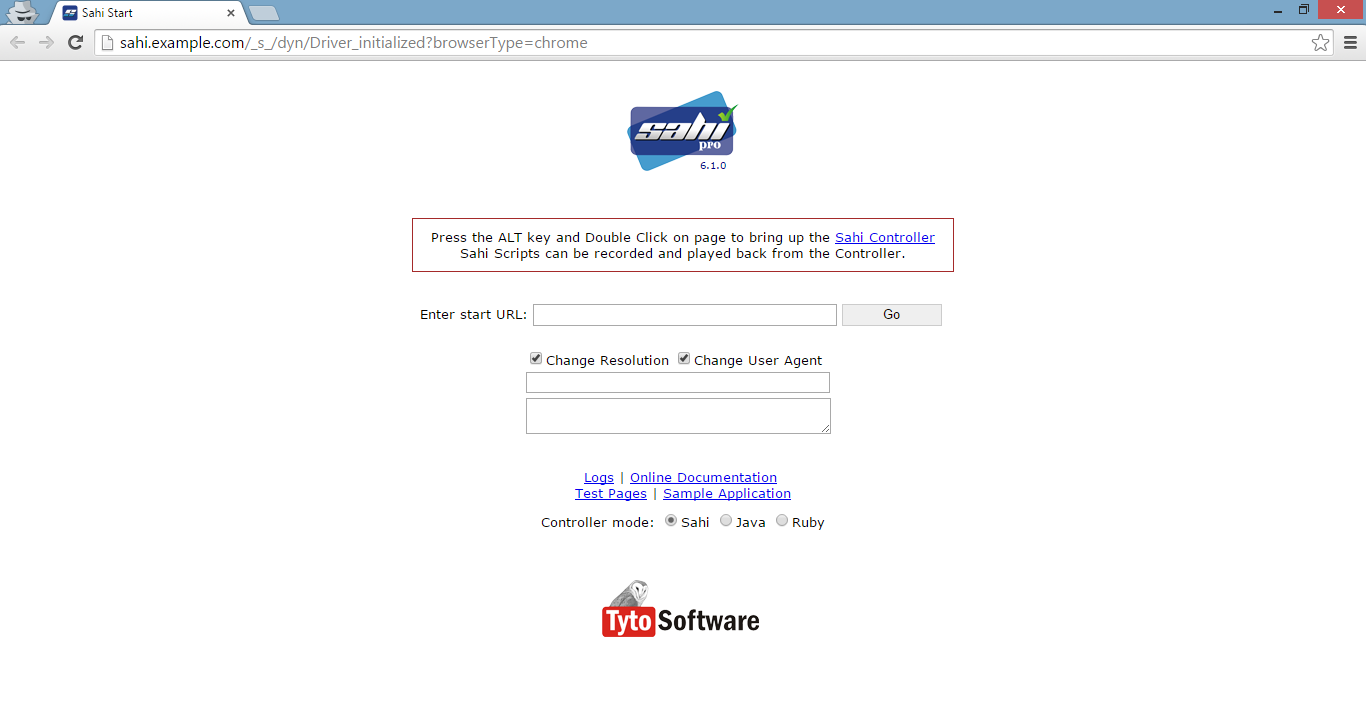 Sahi Start
sahi.example.com/_s_/dyn/Driver_initialized?browserType=chrome
sahi
pro
6.1.0
Press the ALT key and Double Click on page to bring up the Sahi Controller
Sahi Scripts can be recorded and played back from the Controller.
Enter start URL: Go
Change Resolution Change User Agent
Logs | Online Documentation
Test Pages | Sample Application
Controller mode: Sahi Java Ruby
Tyto Software